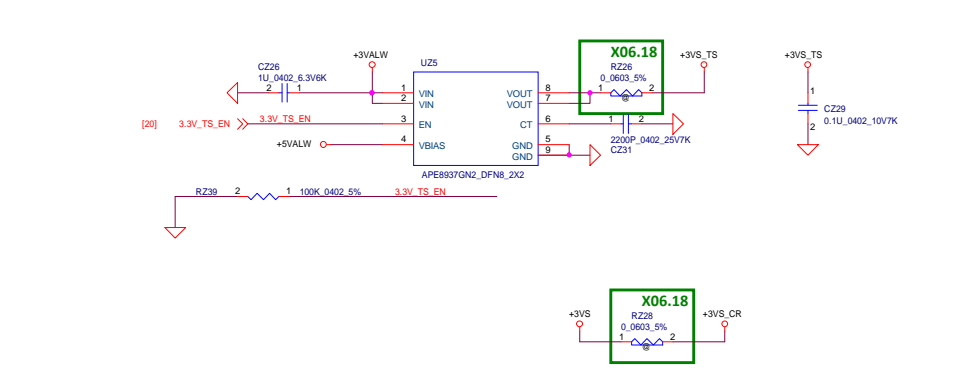 X06.18
+3VALW
+3VS_TS
+3VS_TS
CZ26
1U_0402_6.3V6K
2 1
UZ5
RZ26
0_0603_5%
1 2
@
1 VIN
2 VIN
VOUT 8
VOUT 7
1
CZ29
0.1U_0402_10V7K
2
[20] 3.3V_TS_EN 3.3V_TS_EN
3 EN
CT 6
1 2
2200P_0402_25V7K
CZ31
+5VALW
4 VBIAS
GND 5
GND 9
APE8937GN2_DFN8_2X2
RZ39 2 1 100K_0402_5% 3.3V_TS_EN
X06.18
+3VS
RZ28
0_0603_5%
+3VS_CR
1 2
@